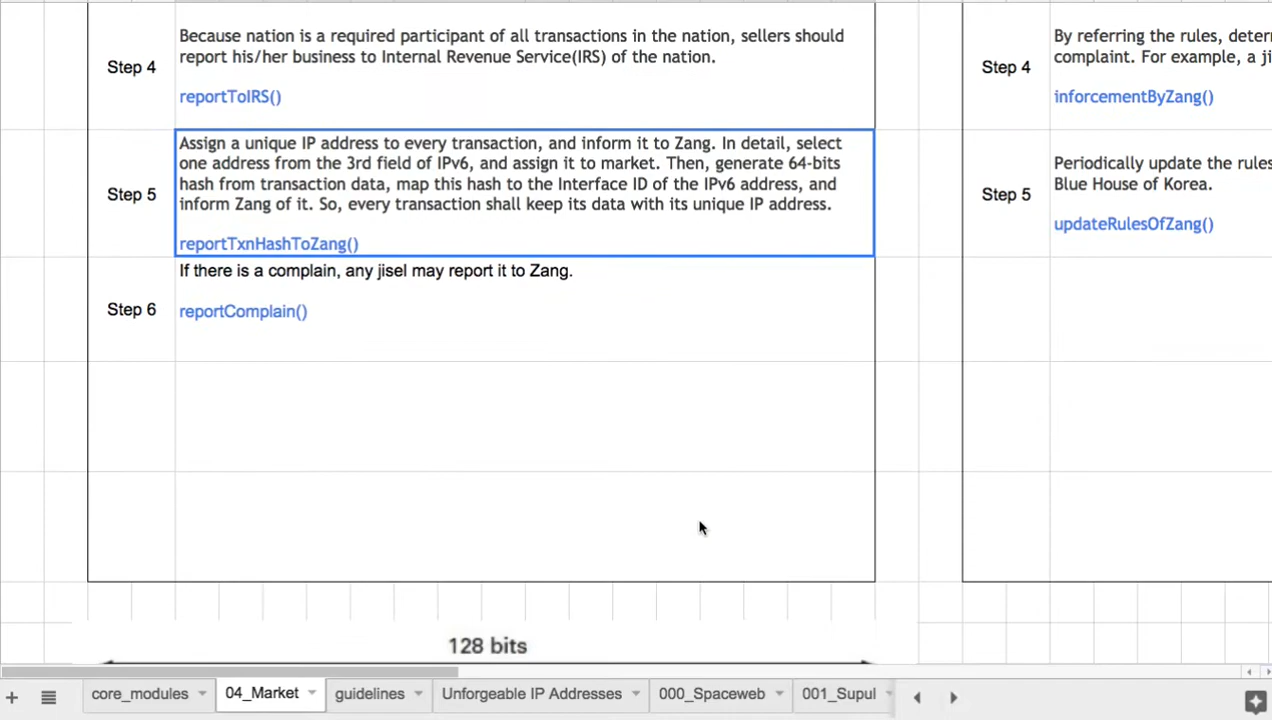 Because nation is a required participant of all transactions in the nation, sellers should
report his/her business to Internal Revenue Service(IRS) of the nation.
Step 4
reportToIRS()
Assign a unique IP address to every transaction, and inform it to Zang. In detail, select
one address from the 3rd field of IPv6, and assign it to market. Then, generate 64-bits
hash from transaction data, map this hash to the Interface ID of the IPv6 address, and
inform Zang of it. So, every transaction shall keep its data with its unique IP address.
Step 5
reportTxnHashToZang()
If there is a complain, any jisel may report it to Zang.
Step 6
reportComplain()
By referring the rules,
complaint. For example, a
Step 4
inforcementByZang()
Periodically update the rules
Blue House of Korea.
Step 5
updateRulesOfZang()
128 bits
core_modules
04_Market
guidelines
Unforgeable IP Addresses
000_Spaceweb
001_Supul